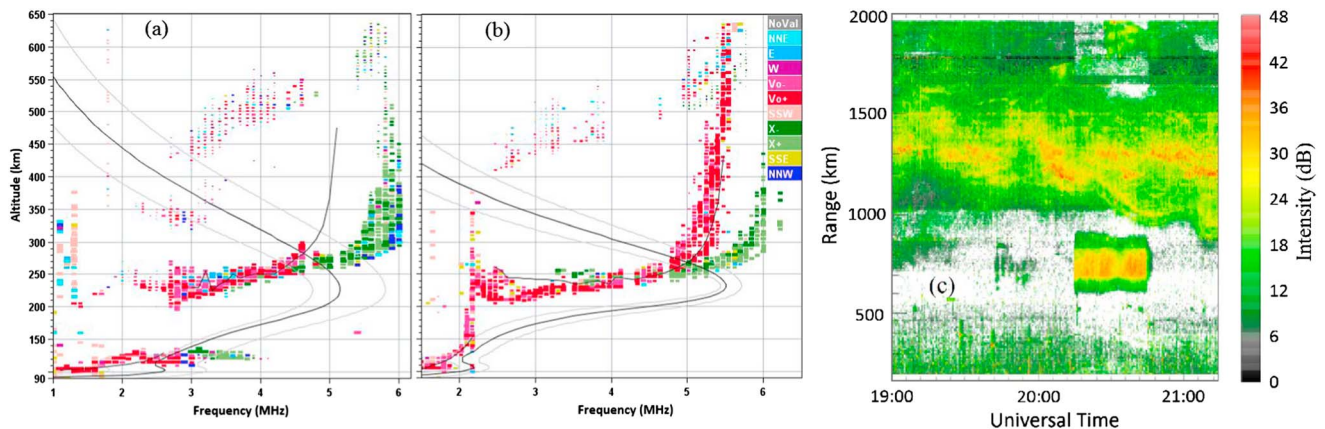 (a)
650
600
550
500
450
400
350
300
250
200
150
90
Altitude (km)
1 2 3 4 5 6
Frequency (MHz)
(b)
NoVal
NNE
E
W
Vo-
Vo+
SSW
X-
X+
SSE
NNW
2 3 4 5 6
Frequency (MHz)
2000
1500
1000
500
Range (km)
(c)
19:00 20:00 21:00
Universal Time
48
42
36
30
24
18
12
6
0
Intensity (dB)